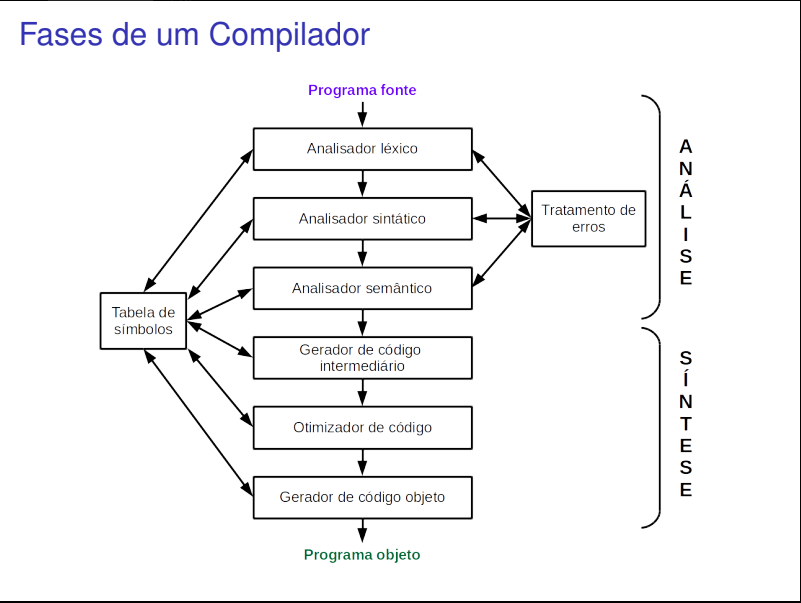 Fases de um Compilador
Programa fonte
Analisador léxico
Analisador sintático
Tratamento de
erros
Analisador semântico
Tabela de
símbolos
Gerador de código
intermediário
Otimizador de código
Gerador de código objeto
Programa objeto
A
N
Á
L
I
S
E
S
Í
N
T
E
S
E